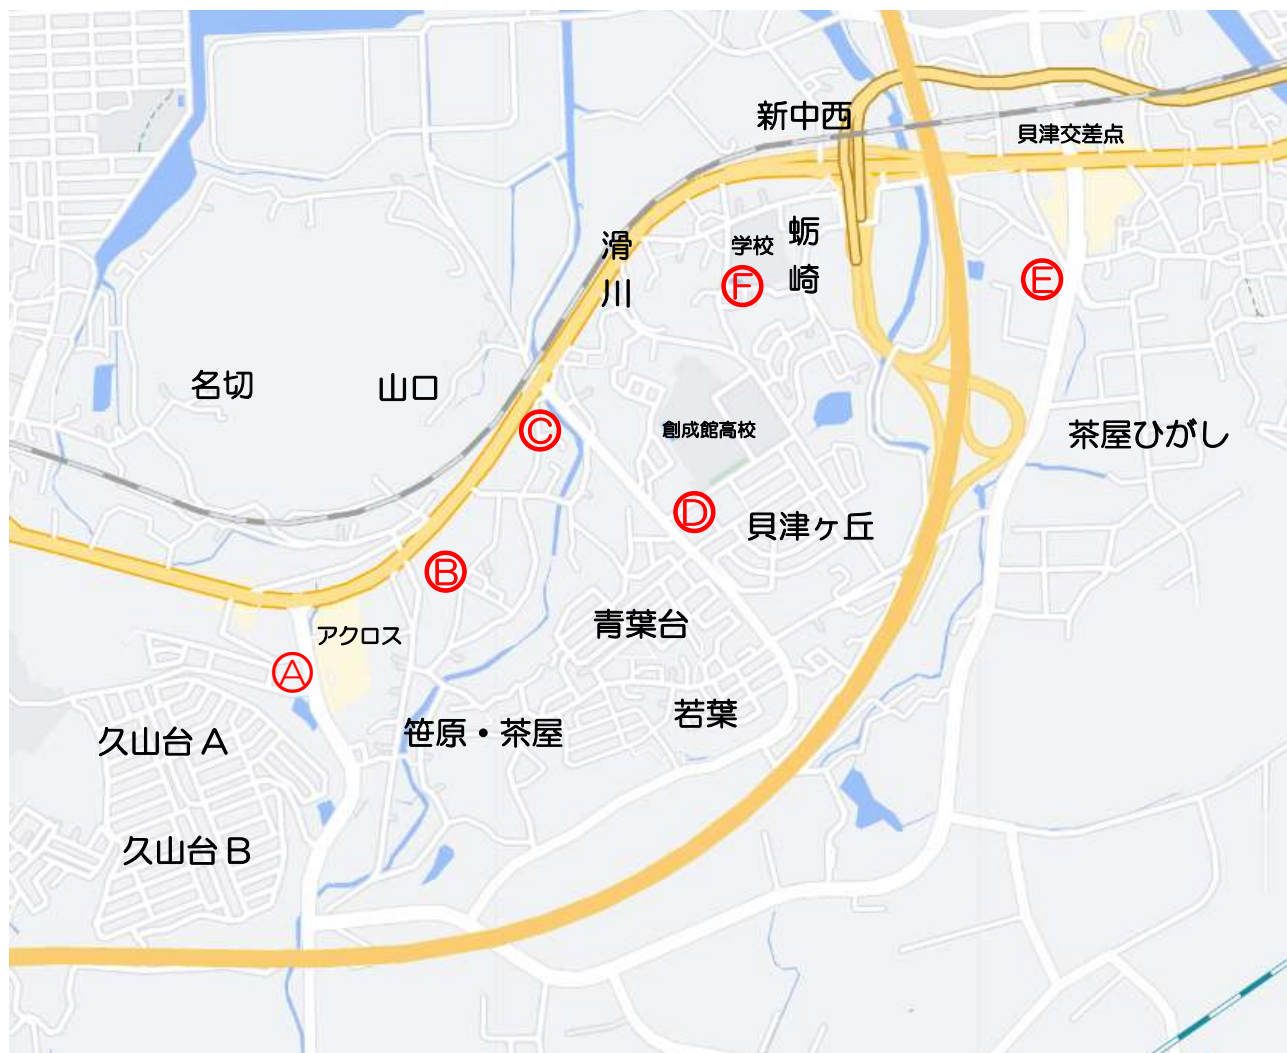 新中西
貝津交差点
蛎崎
学校
滑川
Ⓕ
Ⓔ
名切
山口
Ⓒ
創成館高校
茶屋ひがし
Ⓓ
貝津ヶ丘
Ⓑ
青葉台
アクロス
Ⓐ
若葉
笹原・茶屋
久山台A
久山台B